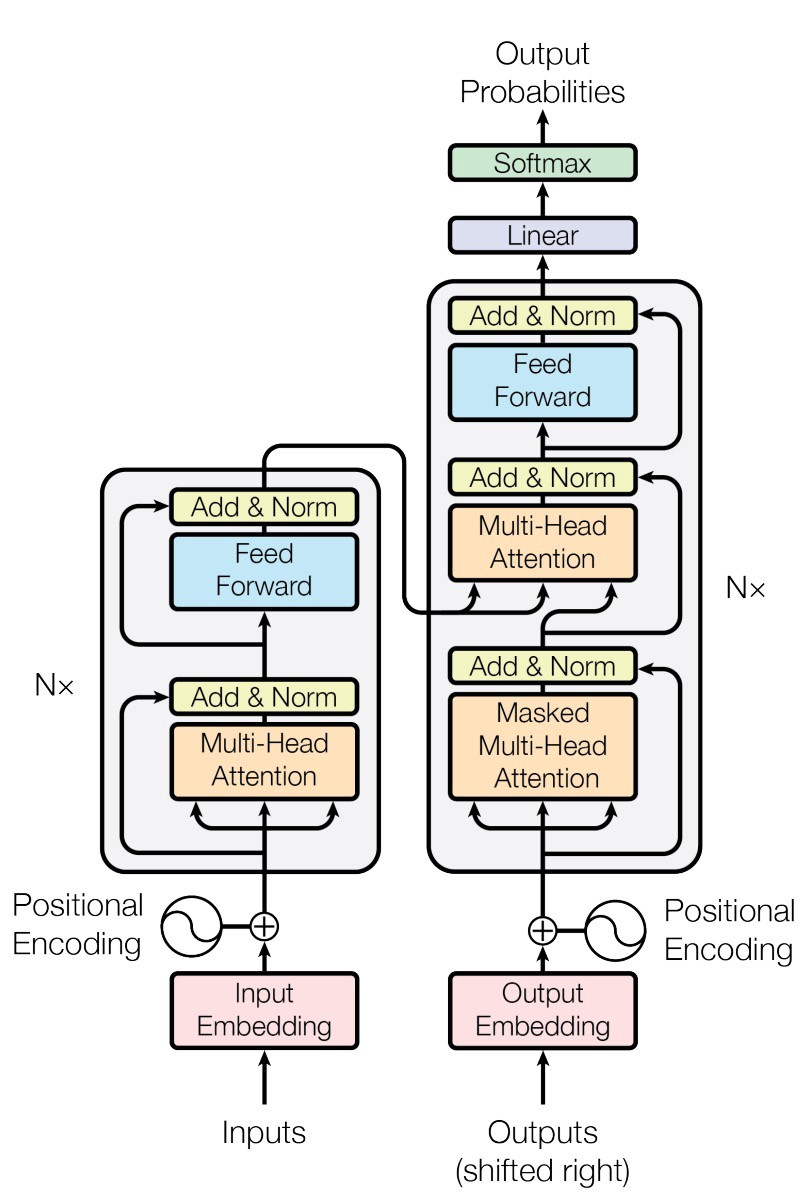 Output
Probabilities
Softmax
Linear
Add & Norm
Feed
Forward
Add & Norm
Multi-Head
Attention
Nx
Add & Norm
Masked
Multi-Head
Attention
Positional
Encoding
Output
Embedding
Outputs
(shifted right)
Add & Norm
Feed
Forward
Nx
Add & Norm
Multi-Head
Attention
Positional
Encoding
Input
Embedding
Inputs